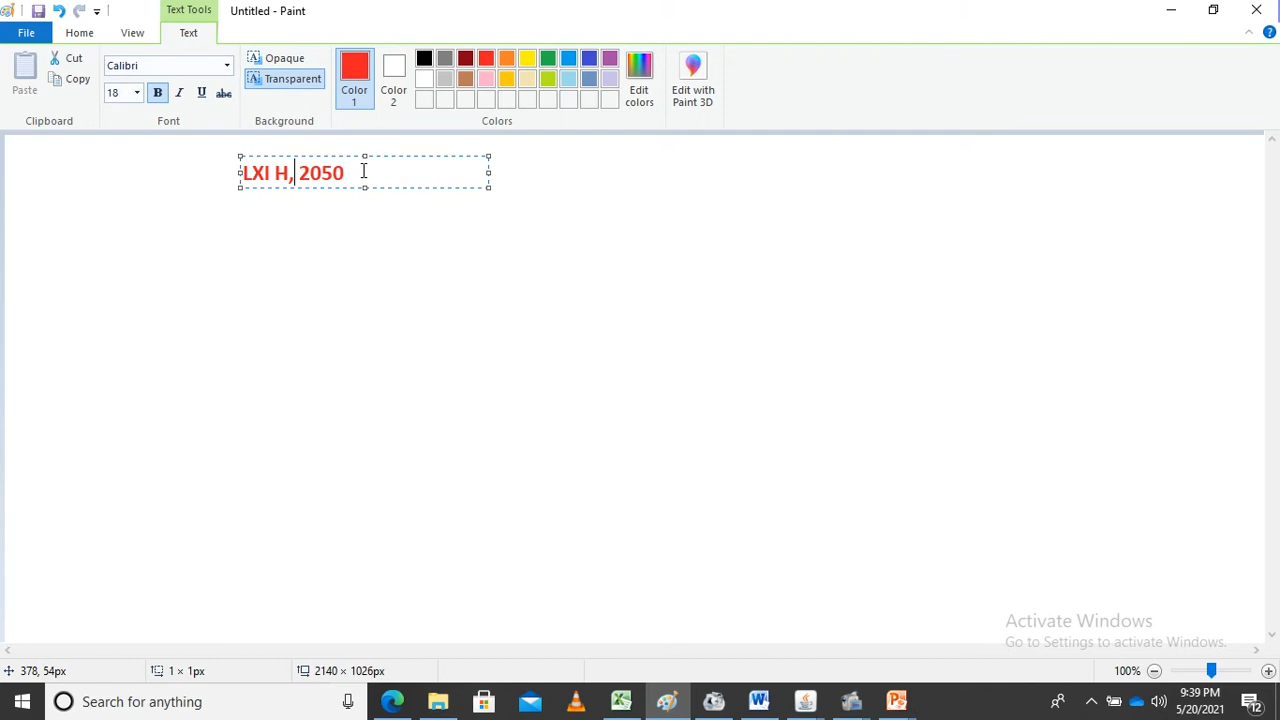 Text Tools
Untitled - Paint
File
Home
View
Text
Paste
Cut
Copy
Clipboard
Calibri
18
B
I
U
abc
Font
Opaque
Transparent
Background
Color 1
Color 2
Edit colors
Colors
Edit with Paint 3D
LXI H, 2050
Activate Windows
Go to Settings to activate Windows.
378, 54px
1 × 1px
2140 × 1026px
100%
Search for anything
9:39 PM
5/20/2021
12